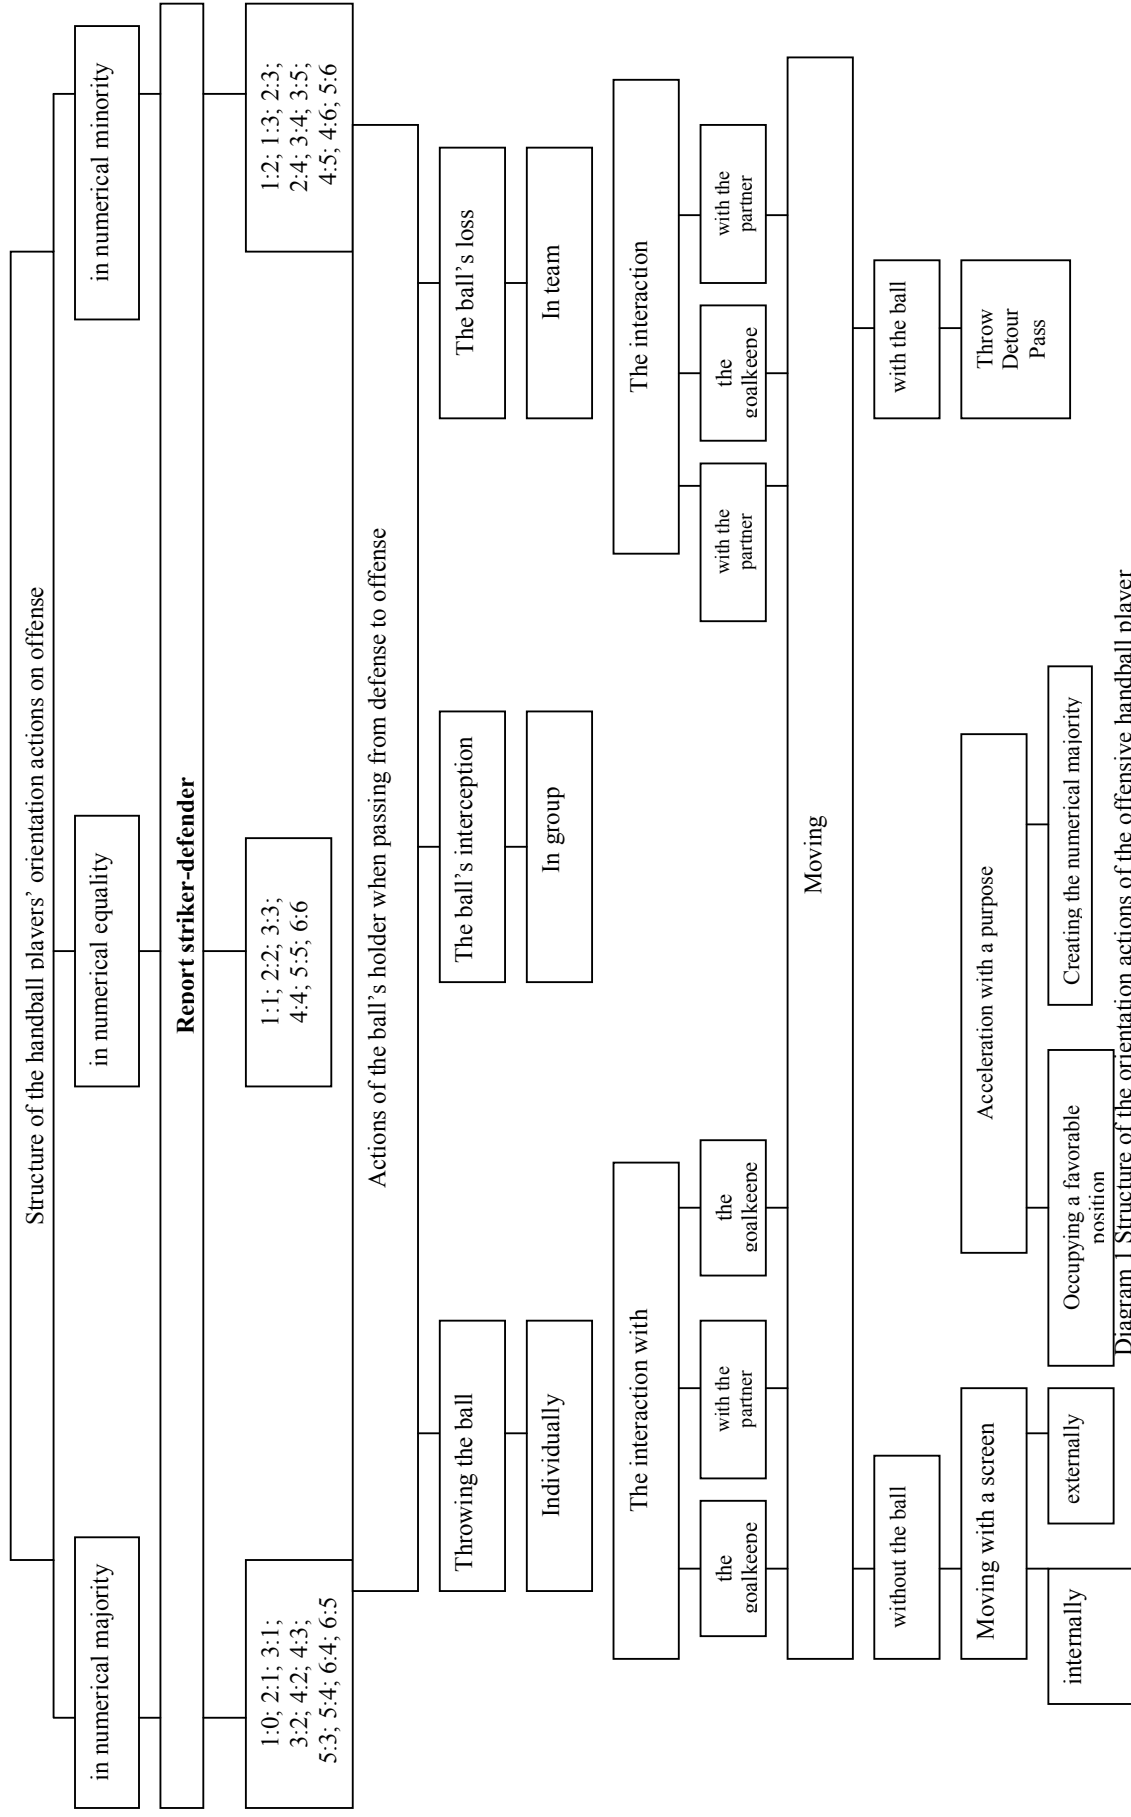 Structure of the handball players' orientation actions on offense
in numerical majority
in numerical equality
in numerical minority
Report striker-defender
1:0; 2:1; 3:1;
3:2; 4:2; 4:3;
5:3; 5:4; 6:4; 6:5
1:1; 2:2; 3:3;
4:4; 5:5; 6:6
1:2; 1:3; 2:3;
2:4; 3:4; 3:5;
4:5; 4:6; 5:6
Actions of the ball's holder when passing from defense to offense
Throwing the ball
The ball's interception
The ball's loss
Individually
In group
In team
The interaction with
The interaction
the
goalkeepe
with the
partner
the
goalkeepe
with the
partner
the
goalkeepe
with the
partner
Moving
without the ball
with the ball
Moving with a screen
Acceleration with a purpose
Throw
Detour
Pass
internally
externally
Occupying a favorable
position
Creating the numerical majority
Diagram 1 Structure of the orientation actions of the offensive handball player